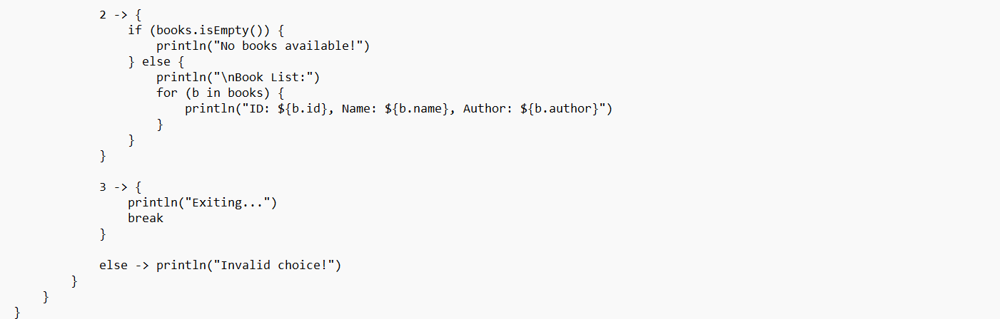 2 -> {
if (books.isEmpty()) {
println("No books available!")
} else {
println("\nBook List:")
for (b in books) {
println("ID: ${b.id}, Name: ${b.name}, Author: ${b.author}")
}
}
}
3 -> {
println("Exiting...")
break
}
else -> println("Invalid choice!")
}
}
}